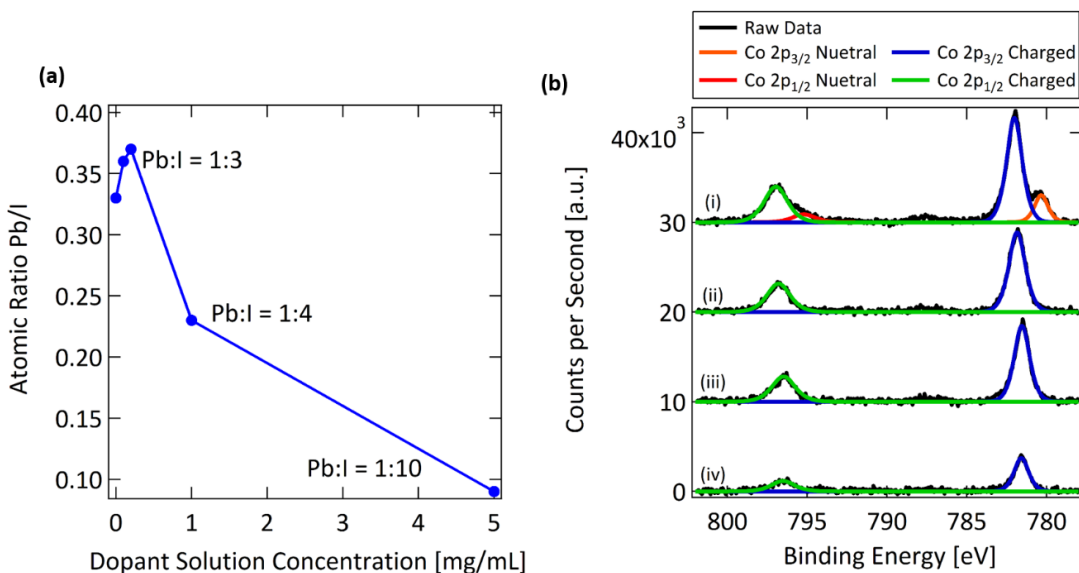 (a)
0.40
0.35
0.30
0.25
0.20
0.15
0.10
Atomic Ratio Pb/I
Pb:I = 1:3
Pb:I = 1:4
Pb:I = 1:10
0 1 2 3 4 5
Dopant Solution Concentration [mg/mL]
(b)
Raw Data
Co 2p3/2 Nuetral Co 2p3/2 Charged
Co 2p1/2 Nuetral Co 2p1/2 Charged
40x10³
30
20
10
0
Counts per Second [a.u.]
(i)
(ii)
(iii)
(iv)
800 795 790 785 780
Binding Energy [eV]